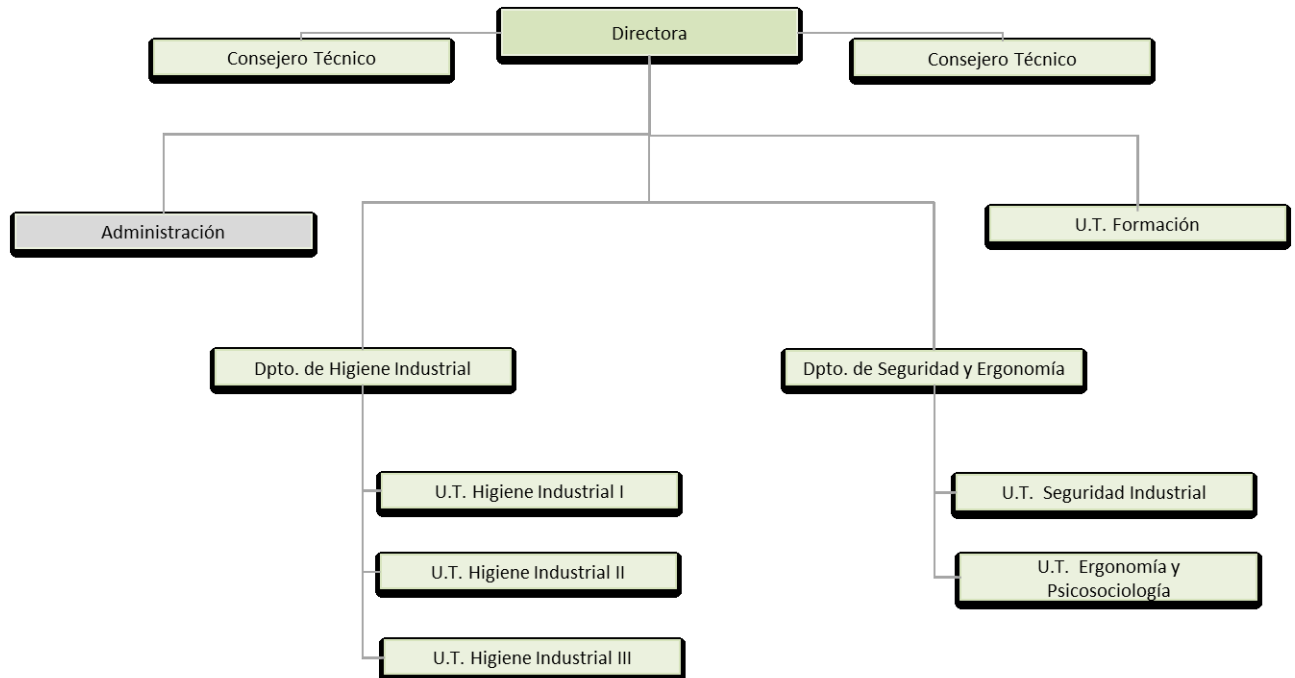 Directora
Consejero Técnico
Consejero Técnico
Administración
U.T. Formación
Dpto. de Higiene Industrial
Dpto. de Seguridad y Ergonomía
U.T. Higiene Industrial I
U.T. Seguridad Industrial
U.T. Higiene Industrial II
U.T. Ergonomía y
Psicosociología
U.T. Higiene Industrial III